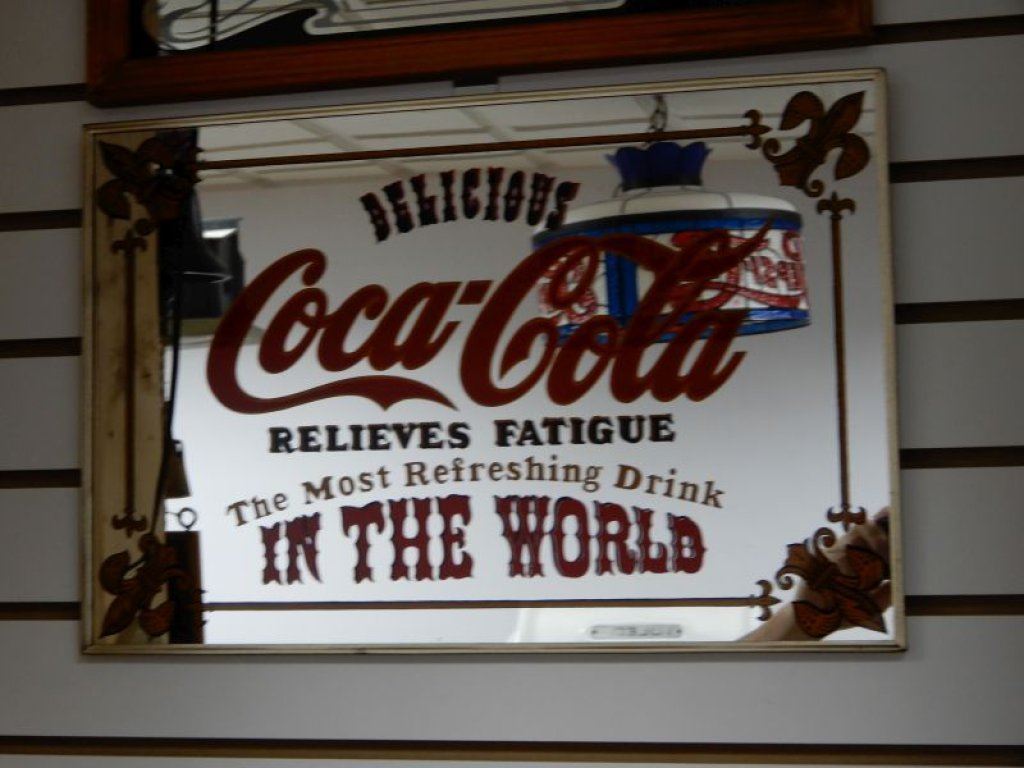 DELICIOUS
Coca-Cola
RELIEVES FATIGUE
The Most Refreshing Drink
IN THE WORLD